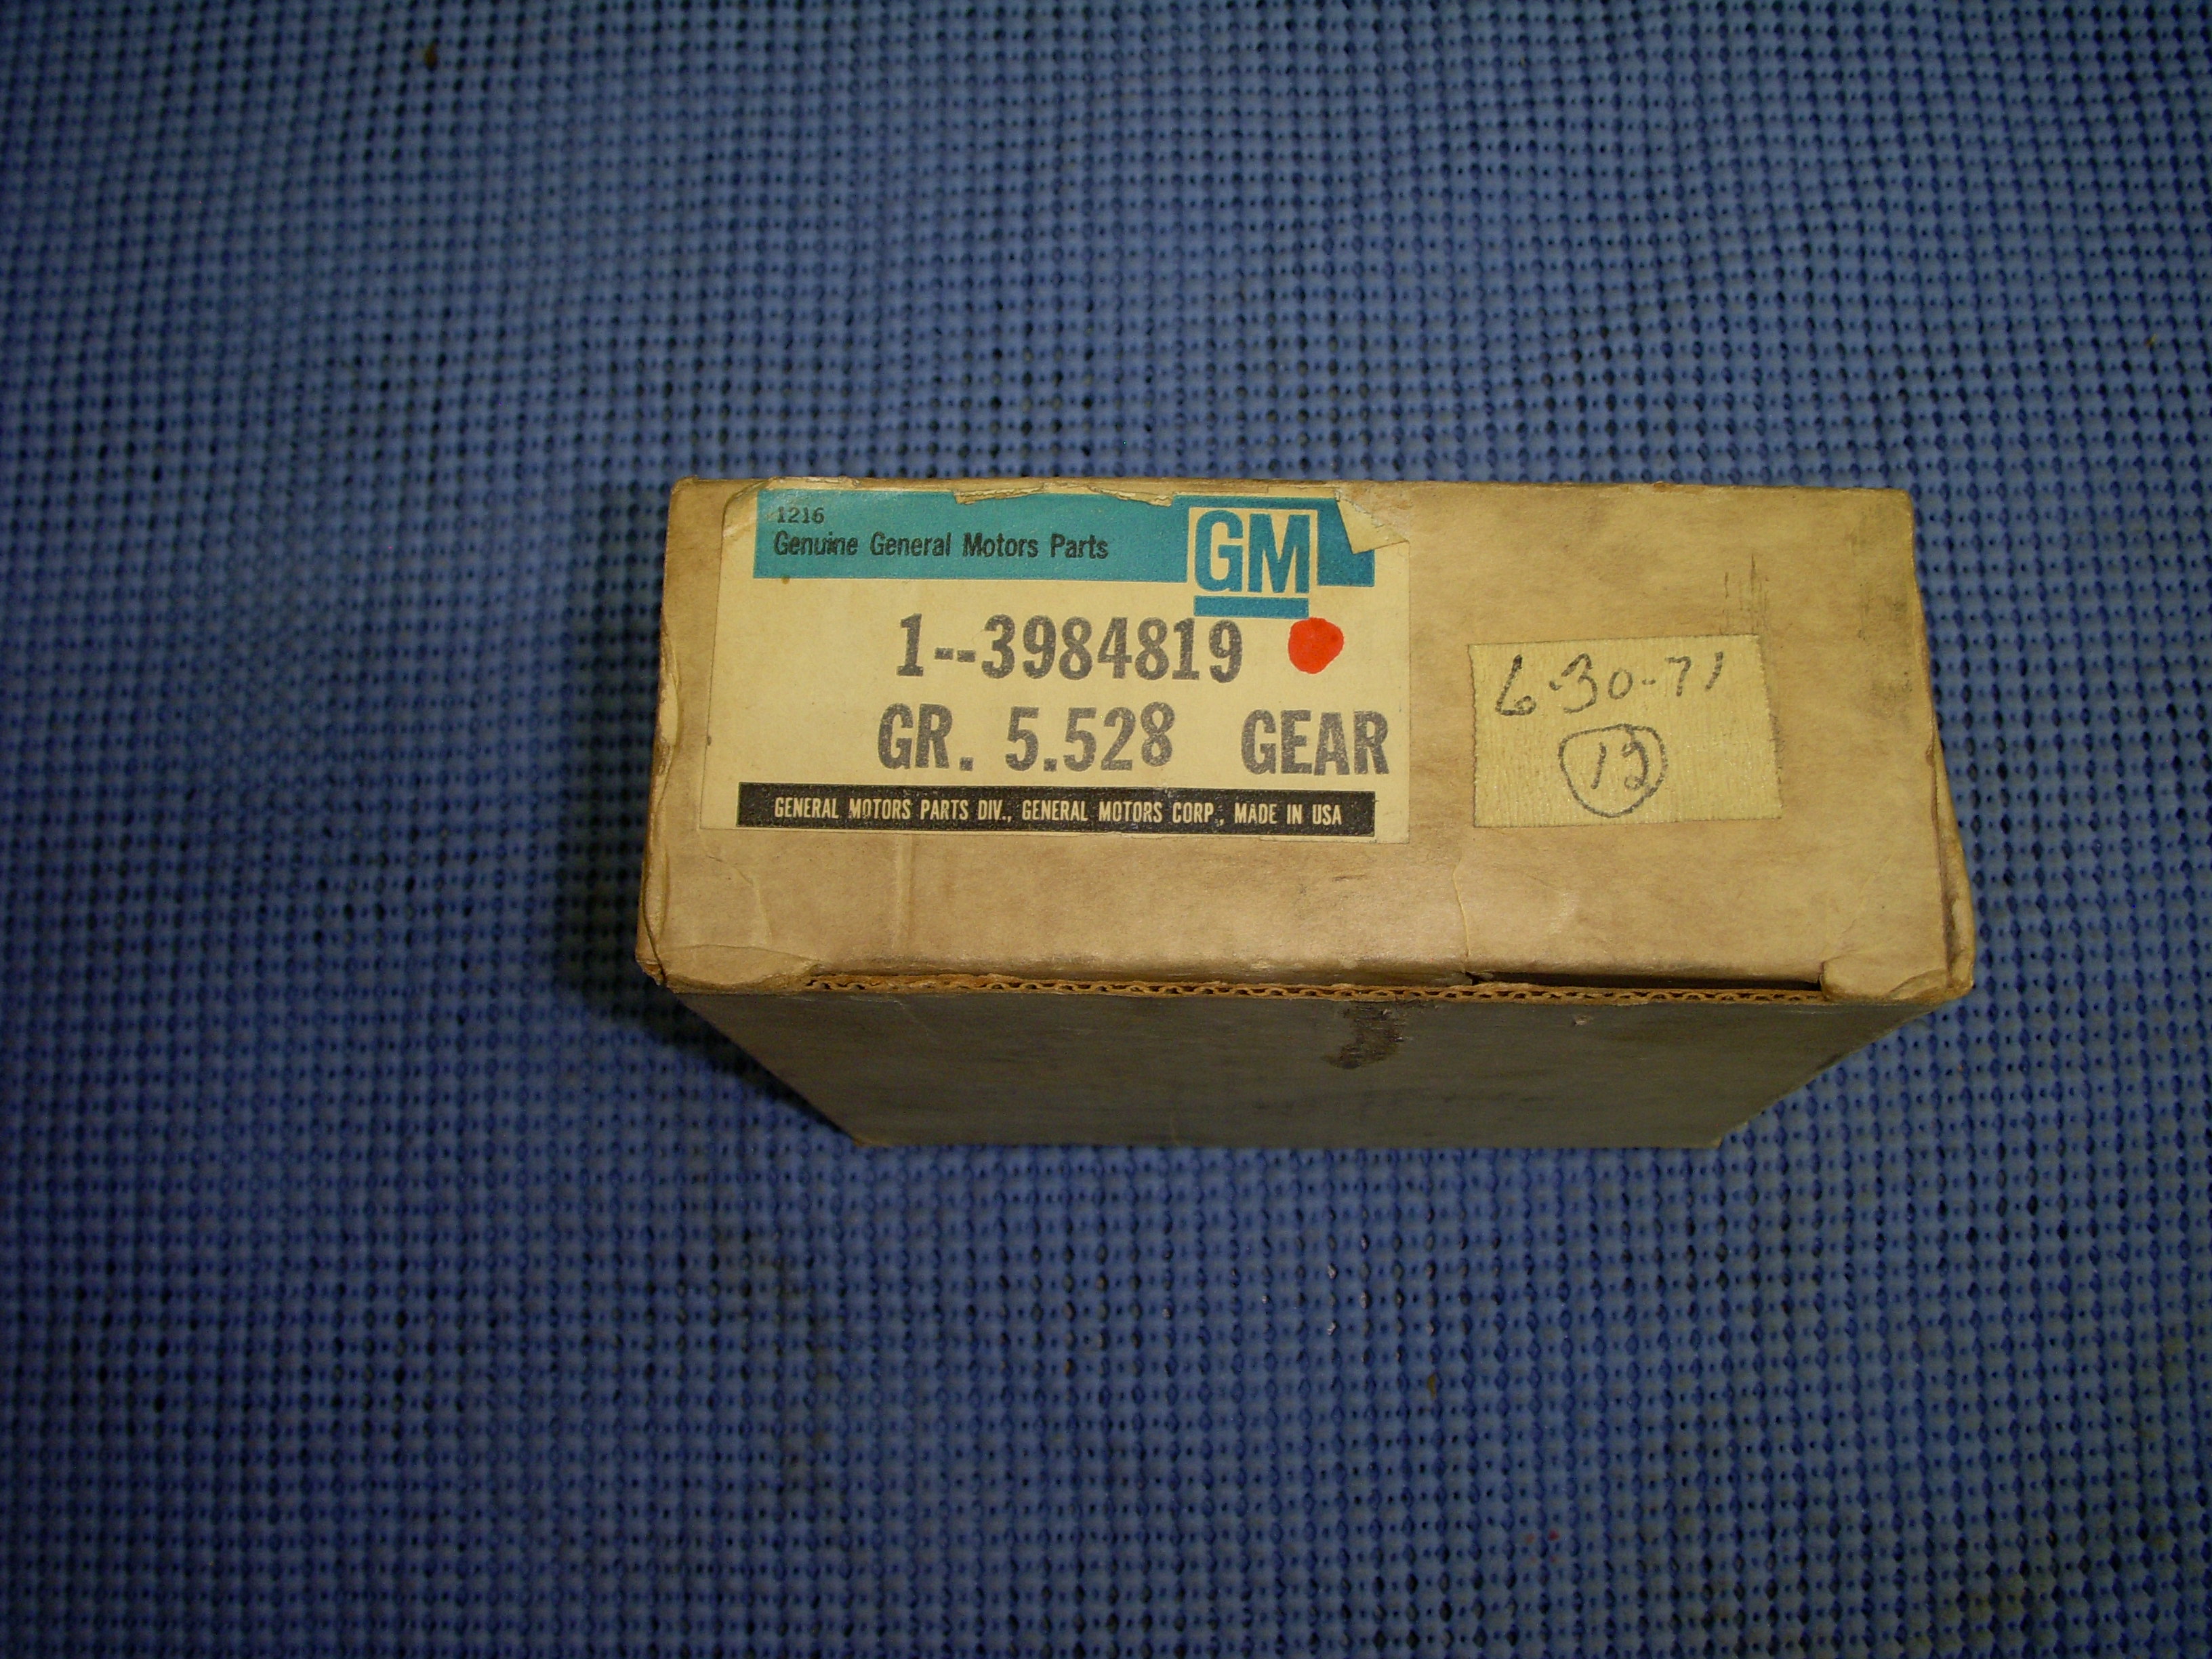 1216
Genuine General Motors Parts
GM
1--3984819
GR. 5.528 GEAR
GENERAL MOTORS PARTS DIV., GENERAL MOTORS CORP., MADE IN USA
6-30-71
12